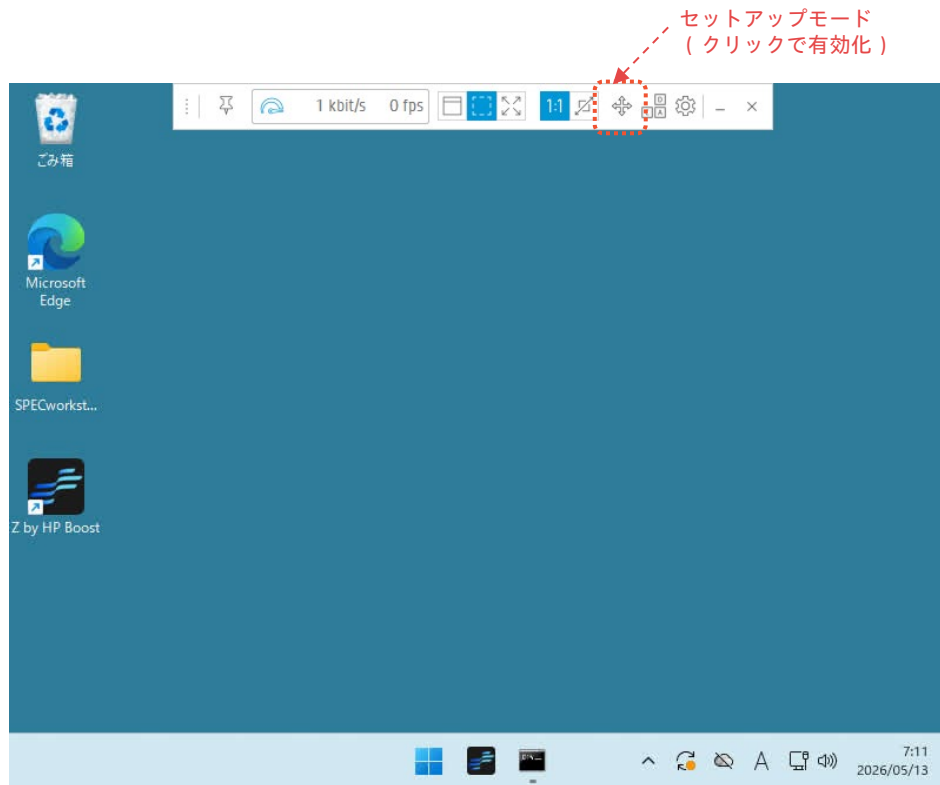 セットアップモード
( クリックで有効化 )
1 kbit/s 0 fps 1:1 D A
ごみ箱
Microsoft
Edge
SPECworkst...
Z by HP Boost
A
7:11
2026/05/13